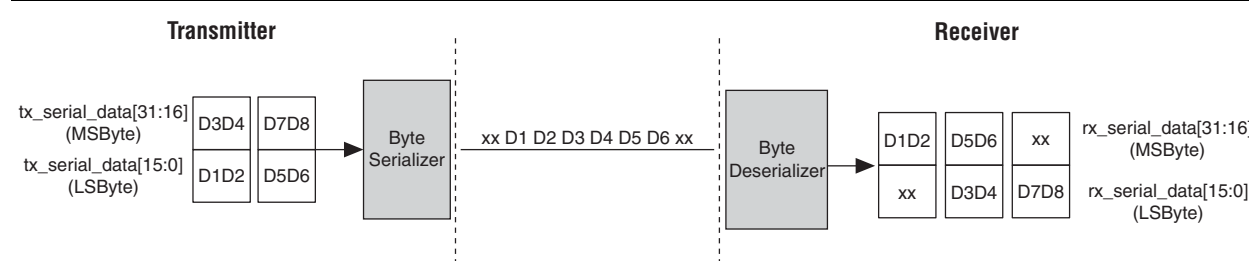 Transmitter
Receiver
tx_serial_data[31:16]
(MSByte)
D3D4
D7D8
tx_serial_data[15:0]
(LSByte)
D1D2
D5D6
Byte
Serializer
xx D1 D2 D3 D4 D5 D6 xx
Byte
Deserializer
D1D2
D5D6
xx
rx_serial_data[31:16]
(MSByte)
xx
D3D4
D7D8
rx_serial_data[15:0]
(LSByte)